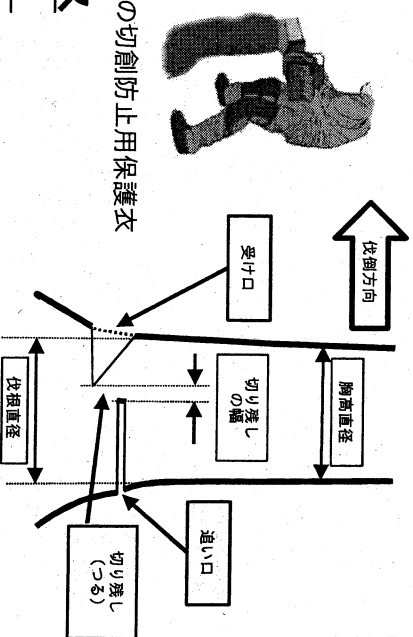 の切創防止用保護衣
伐倒方向
受け口
胸高直径
切り残し
の幅
伐根直径
追い口
切り残し
(つる)